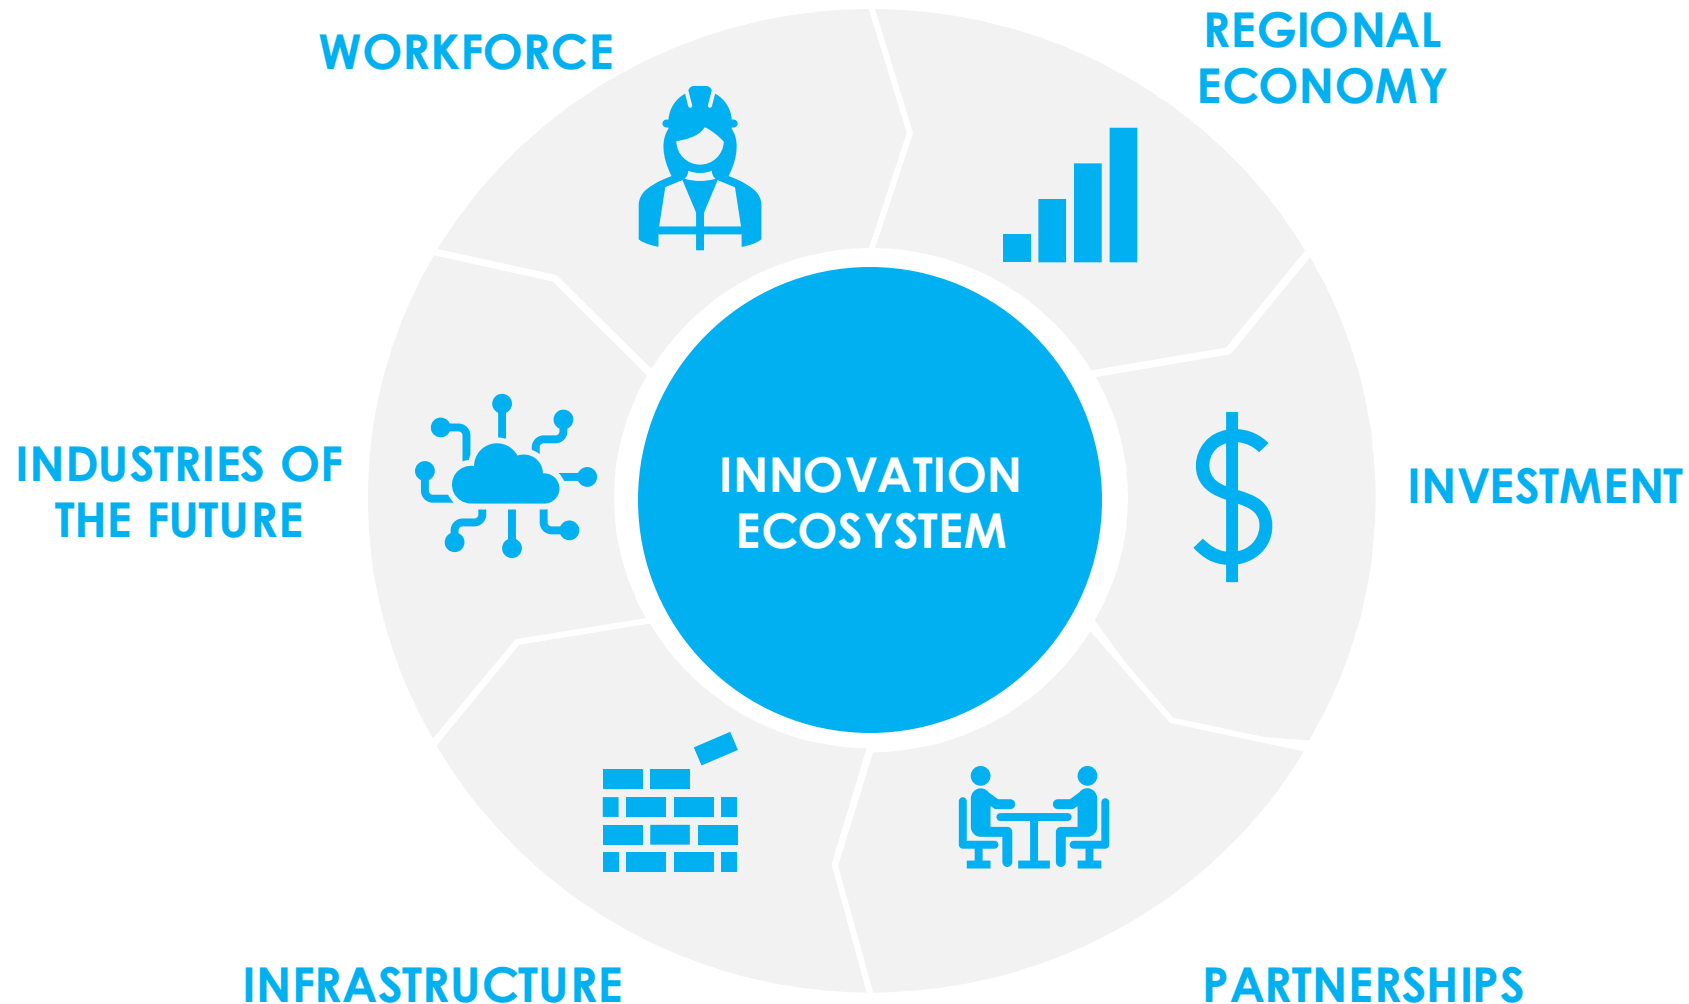 WORKFORCE
REGIONAL
ECONOMY
INDUSTRIES OF
THE FUTURE
INNOVATION
ECOSYSTEM
INVESTMENT
INFRASTRUCTURE
PARTNERSHIPS